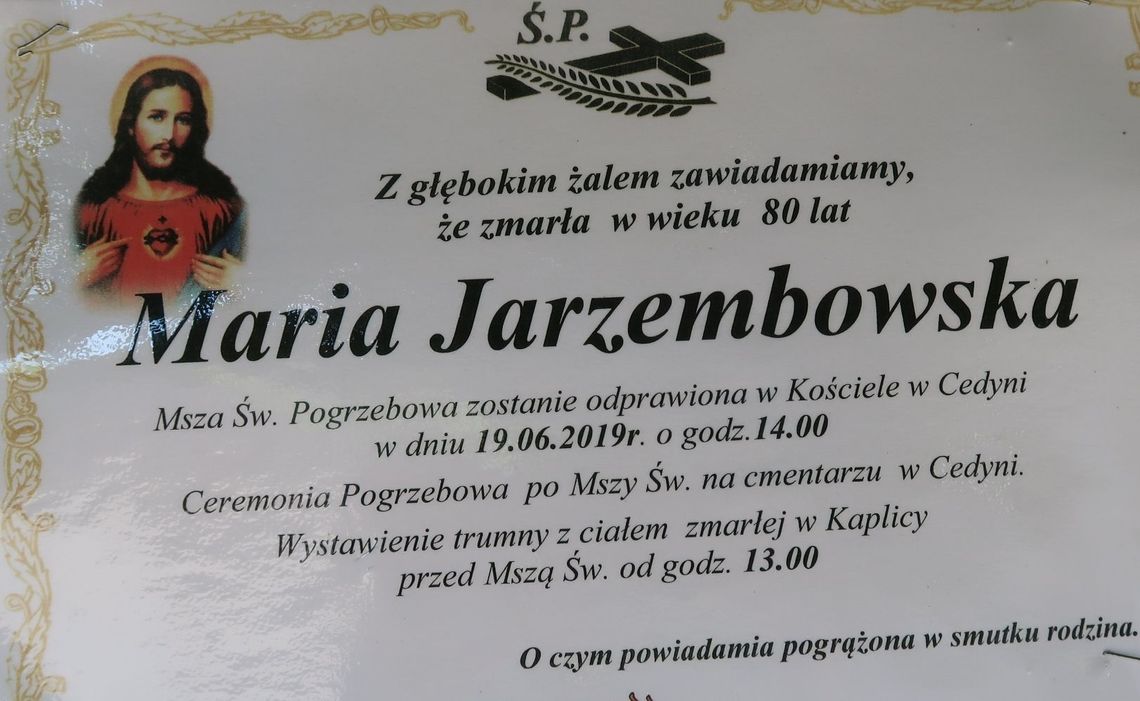 Ś.P.
Z głębokim żalem zawiadamiamy,
że zmarła w wieku 80 lat
Maria Jarzembowska
Msza Św. Pogrzebowa zostanie odprawiona w Kościele w Cedyni
w dniu 19.06.2019r. o godz.14.00
Ceremonia Pogrzebowa po Mszy Św. na cmentarzu w Cedyni.
Wystawienie trumny z ciałem zmarłej w Kaplicy
przed Mszą Św. od godz. 13.00
O czym powiadamia pogrążona w smutku rodzina.